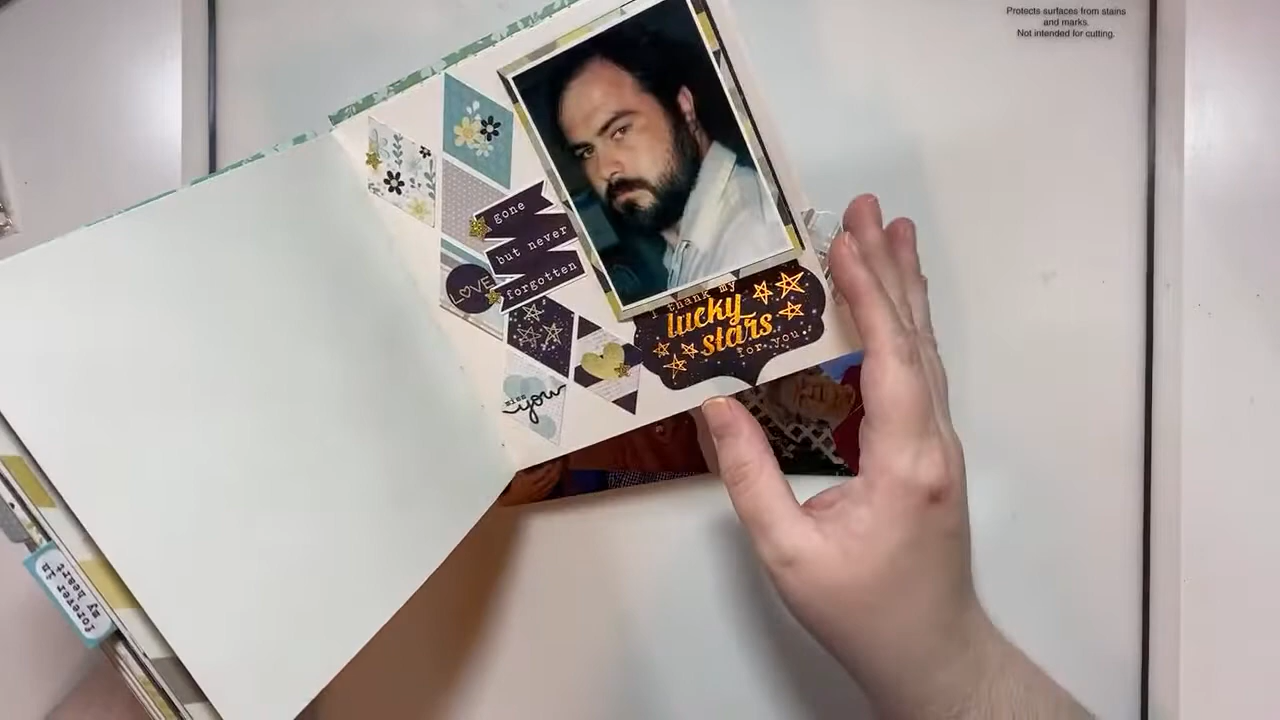 Protects surfaces from stains
and marks.
Not intended for cutting.
gone
but never
forgotten
LOVE
I thank my
lucky
stars
for you
miss
you
forever in
my heart